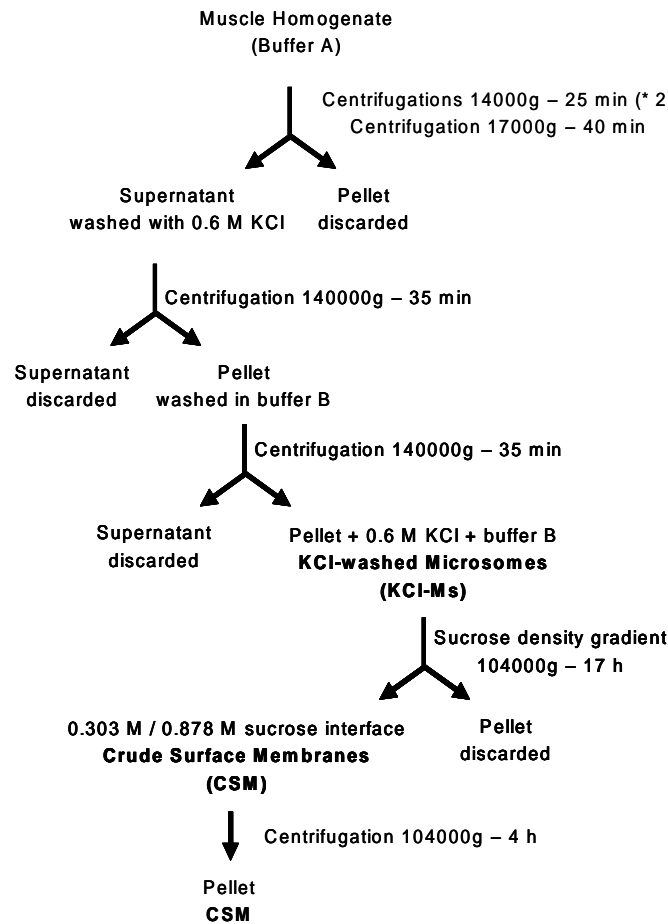 Muscle Homogenate
(Buffer A)
Centrifugations 14000g – 25 min (* 2
Centrifugation 17000g – 40 min
Supernatant
washed with 0.6 M KCl
Pellet
discarded
Centrifugation 140000g – 35 min
Supernatant
discarded
Pellet
washed in buffer B
Centrifugation 140000g – 35 min
Supernatant
discarded
Pellet + 0.6 M KCl + buffer B
KCl-washed Microsomes
(KCl-Ms)
Sucrose density gradient
104000g – 17 h
0.303 M / 0.878 M sucrose interface
Crude Surface Membranes
(CSM)
Pellet
discarded
Centrifugation 104000g – 4 h
Pellet
CSM